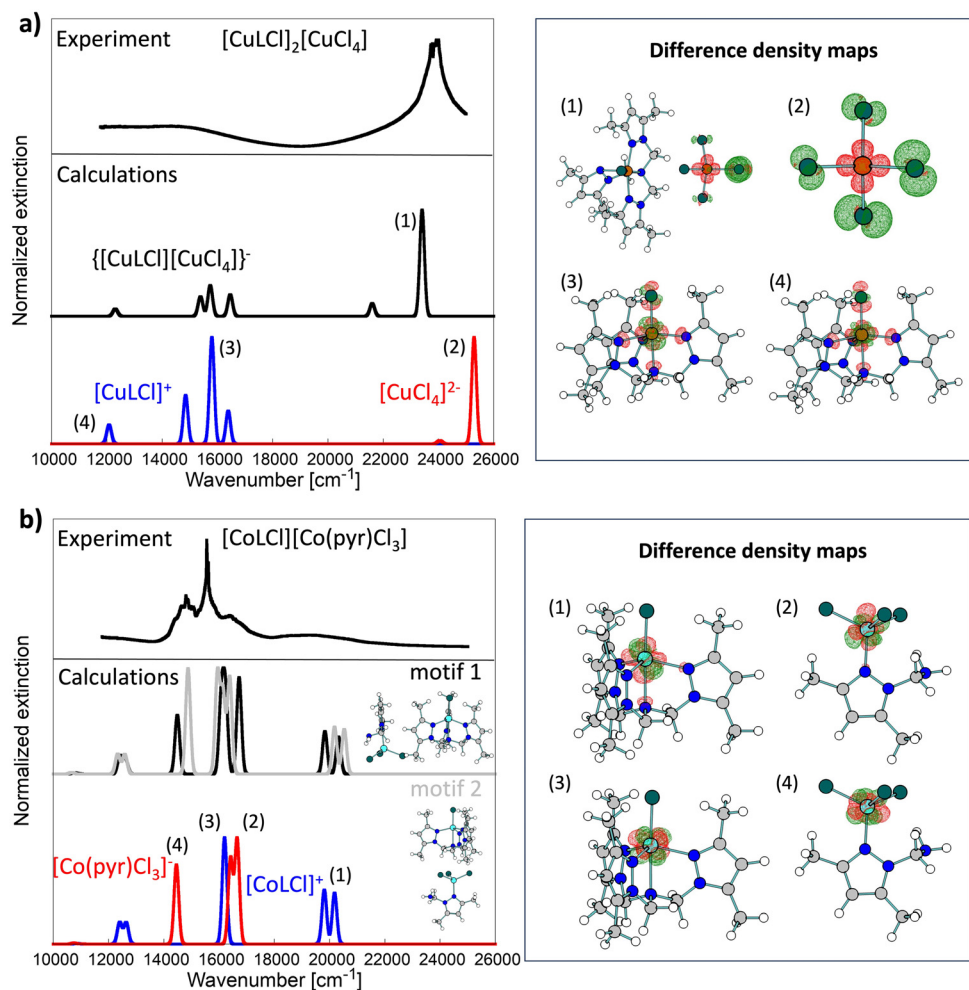 a)
Experiment [CuLCl]₂[CuCl₄]
Calculations
(1)
{[CuLCl][CuCl₄]}⁻
(3)
(2)
[CuLCl]⁺
[CuCl₄]²⁻
(4)
Normalized extinction
10000 12000 14000 16000 18000 20000 22000 24000 26000
Wavenumber [cm⁻¹]
Difference density maps
(1)
(2)
(3)
(4)
b)
Experiment [CoLCl][Co(pyr)Cl₃]
Calculations
motif 1
motif 2
(3)
(2)
(4)
[Co(pyr)Cl₃]⁻
[CoLCl]⁺
(1)
Normalized extinction
10000 12000 14000 16000 18000 20000 22000 24000 26000
Wavenumber [cm⁻¹]
Difference density maps
(1)
(2)
(3)
(4)